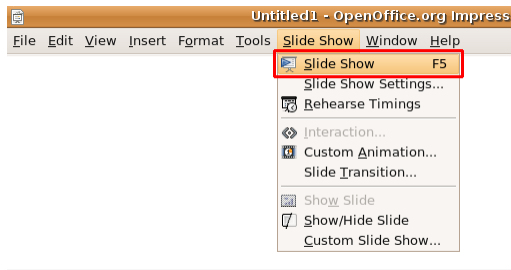 Untitled1 - OpenOffice.org Impress
File Edit View Insert Format Tools Slide Show Window Help
Slide Show F5
Slide Show Settings...
Rehearse Timings
Interaction...
Custom Animation...
Slide Transition...
Show Slide
Show/Hide Slide
Custom Slide Show...